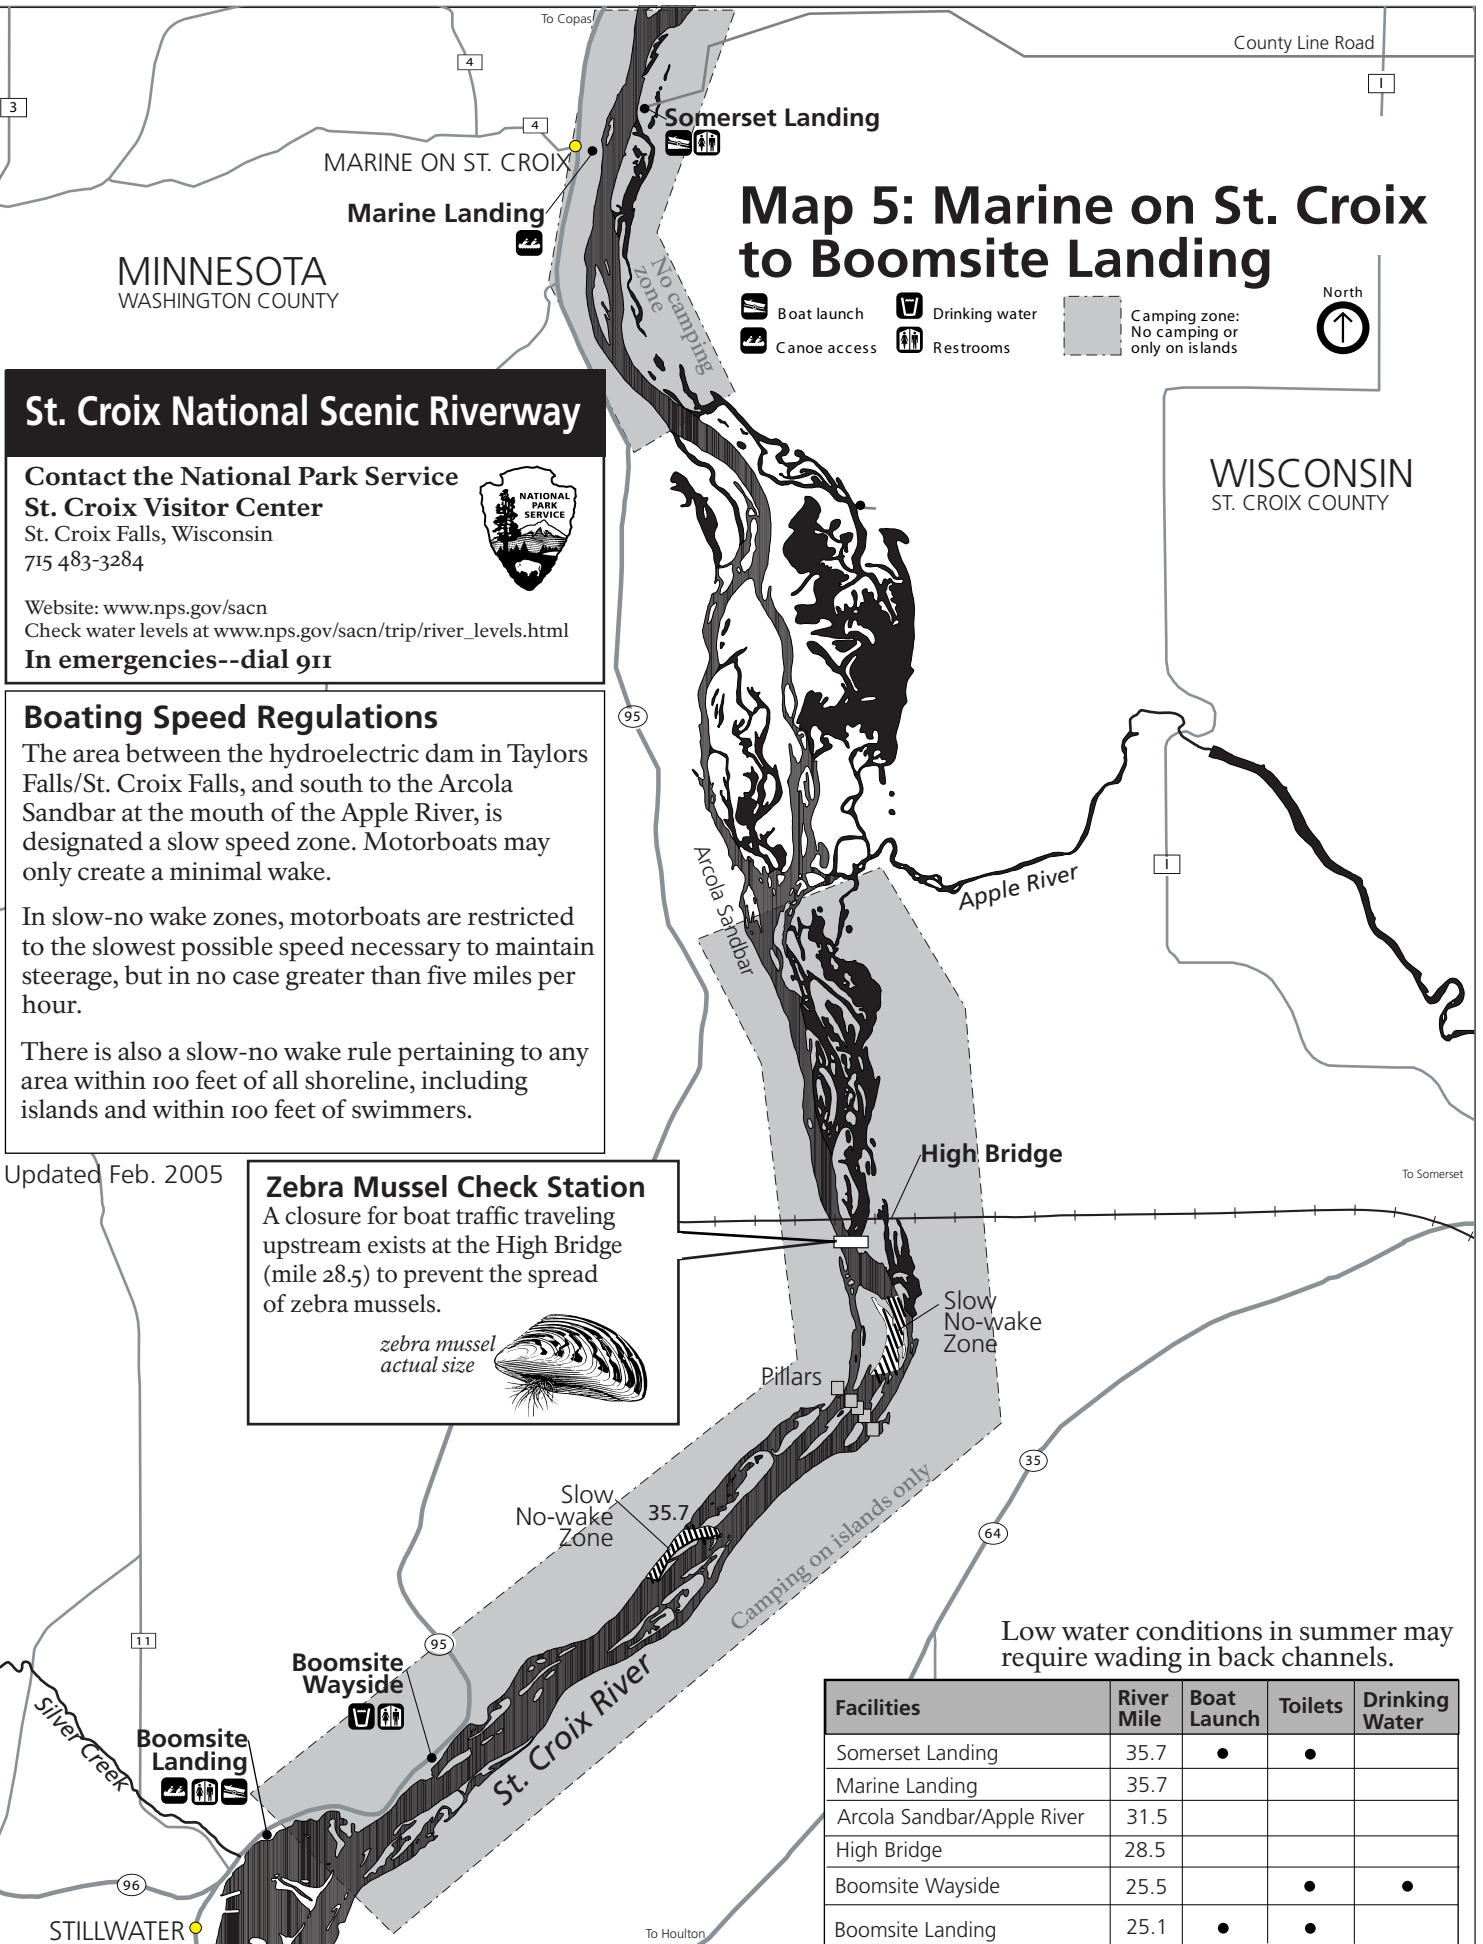 To Copas
County Line Road
4
3
1
4
Somerset Landing
MARINE ON ST. CROIX
Marine Landing
Map 5: Marine on St. Croix
to Boomsite Landing
MINNESOTA
WASHINGTON COUNTY
No camping
zone
Boat launch
Canoe access
Drinking water
Restrooms
Camping zone:
No camping or
only on islands
North
St. Croix National Scenic Riverway
Contact the National Park Service
St. Croix Visitor Center
St. Croix Falls, Wisconsin
715 483-3284
NATIONAL
PARK
SERVICE
Website: www.nps.gov/sacn
Check water levels at www.nps.gov/sacn/trip/river_levels.html
In emergencies--dial 911
WISCONSIN
ST. CROIX COUNTY
95
Boating Speed Regulations
The area between the hydroelectric dam in Taylors
Falls/St. Croix Falls, and south to the Arcola
Sandbar at the mouth of the Apple River, is
designated a slow speed zone. Motorboats may
only create a minimal wake.
In slow-no wake zones, motorboats are restricted
to the slowest possible speed necessary to maintain
steerage, but in no case greater than five miles per
hour.
There is also a slow-no wake rule pertaining to any
area within 100 feet of all shoreline, including
islands and within 100 feet of swimmers.
Arcola Sandbar
Apple River
1
Updated Feb. 2005
High Bridge
To Somerset
Zebra Mussel Check Station
A closure for boat traffic traveling
upstream exists at the High Bridge
(mile 28.5) to prevent the spread
of zebra mussels.
zebra mussel
actual size
Slow
No-wake
Zone
Pillars
35
64
Slow
No-wake
Zone
35.7
Camping on islands only
11
95
Boomsite
Wayside
Silver Creek
Boomsite
Landing
St. Croix River
96
STILLWATER
To Houlton
Low water conditions in summer may
require wading in back channels.
Facilities River Mile Boat Launch Toilets Drinking Water
Somerset Landing 35.7 ● ●
Marine Landing 35.7
Arcola Sandbar/Apple River 31.5
High Bridge 28.5
Boomsite Wayside 25.5 ● ●
Boomsite Landing 25.1 ● ●